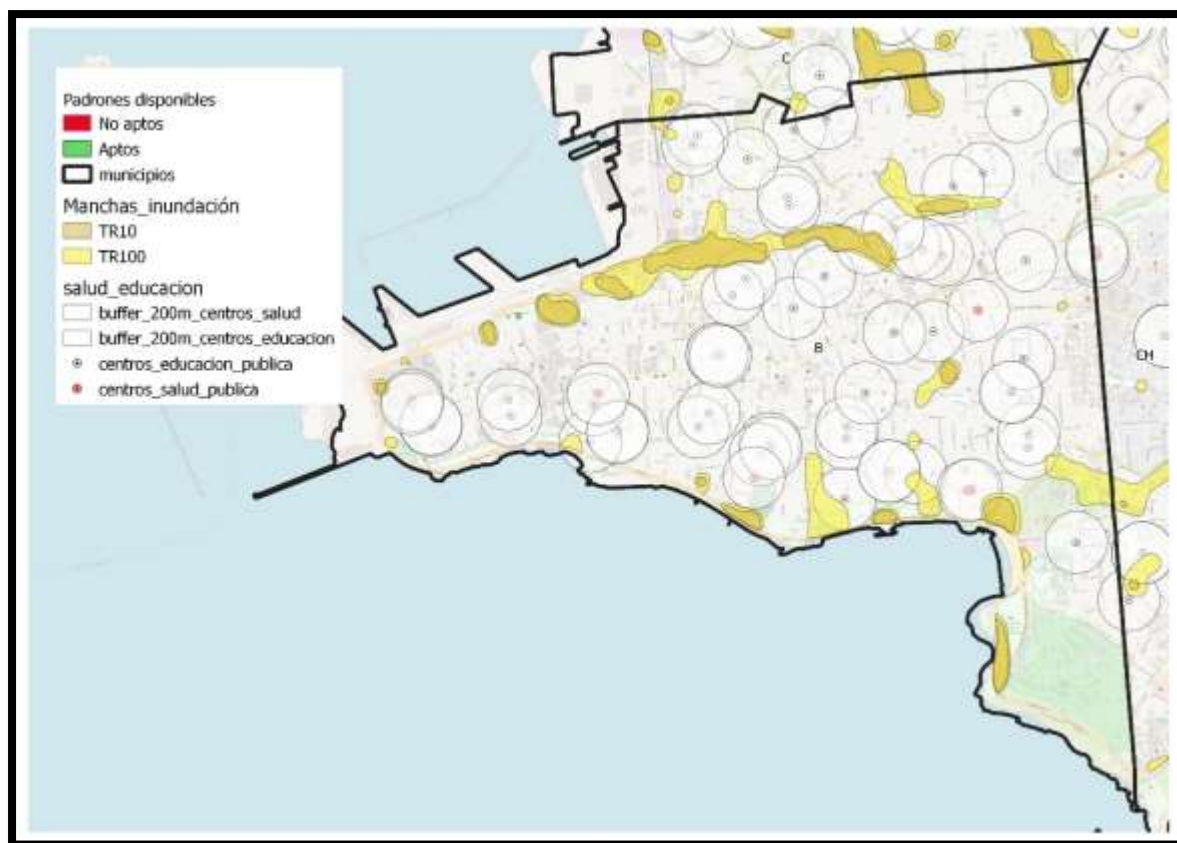 Padrones disponibles
No aptos
Aptos
municipios
Manchas_inundación
TR10
TR100
salud_educacion
buffer_200m_centros_salud
buffer_200m_centros_educacion
centros_educacion_publica
centros_salud_publica
C
B
CH